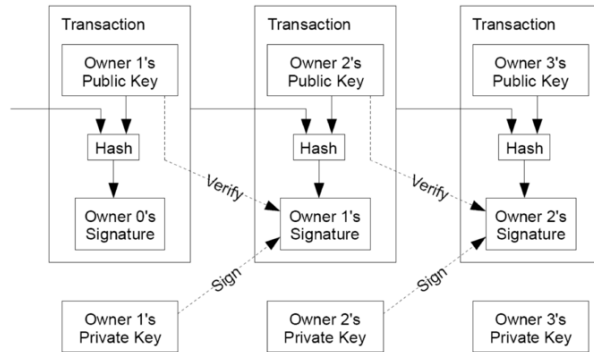 Transaction
Owner 1's
Public Key
Hash
Owner 0's
Signature
Transaction
Owner 2's
Public Key
Hash
Verify
Owner 1's
Signature
Transaction
Owner 3's
Public Key
Hash
Verify
Owner 2's
Signature
Sign
Sign
Owner 1's
Private Key
Owner 2's
Private Key
Owner 3's
Private Key